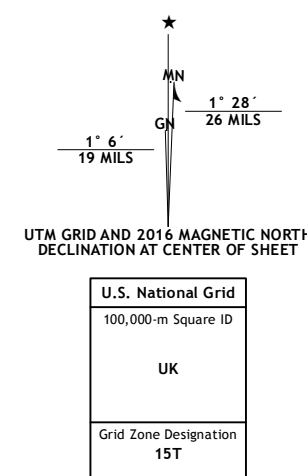 MN
GN
1° 28´
26 MILS
1° 6´
19 MILS
UTM GRID AND 2016 MAGNETIC NORTH
DECLINATION AT CENTER OF SHEET
U.S. National Grid
100,000-m Square ID
UK
Grid Zone Designation
15T